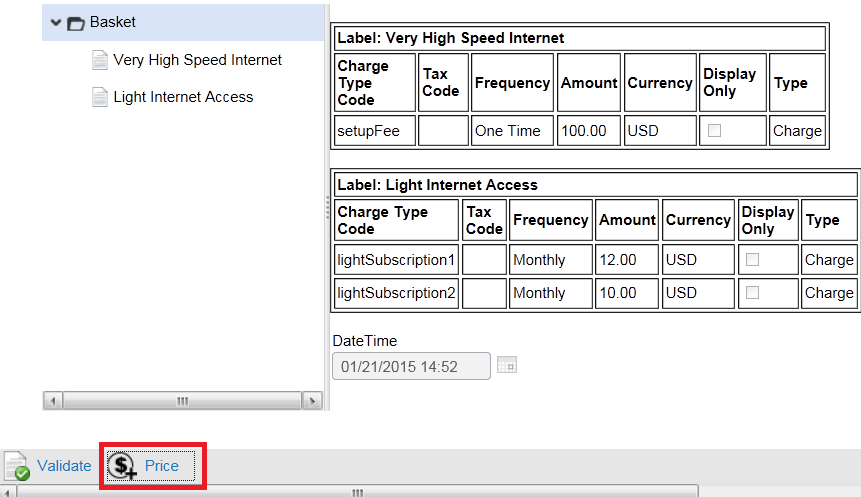 Basket
Very High Speed Internet
Light Internet Access
Label: Very High Speed Internet
Charge Type Code Tax Code Frequency Amount Currency Display Only Type
setupFee One Time 100.00 USD Charge
Label: Light Internet Access
Charge Type Code Tax Code Frequency Amount Currency Display Only Type
lightSubscription1 Monthly 12.00 USD Charge
lightSubscription2 Monthly 10.00 USD Charge
DateTime
01/21/2015 14:52
Validate Price